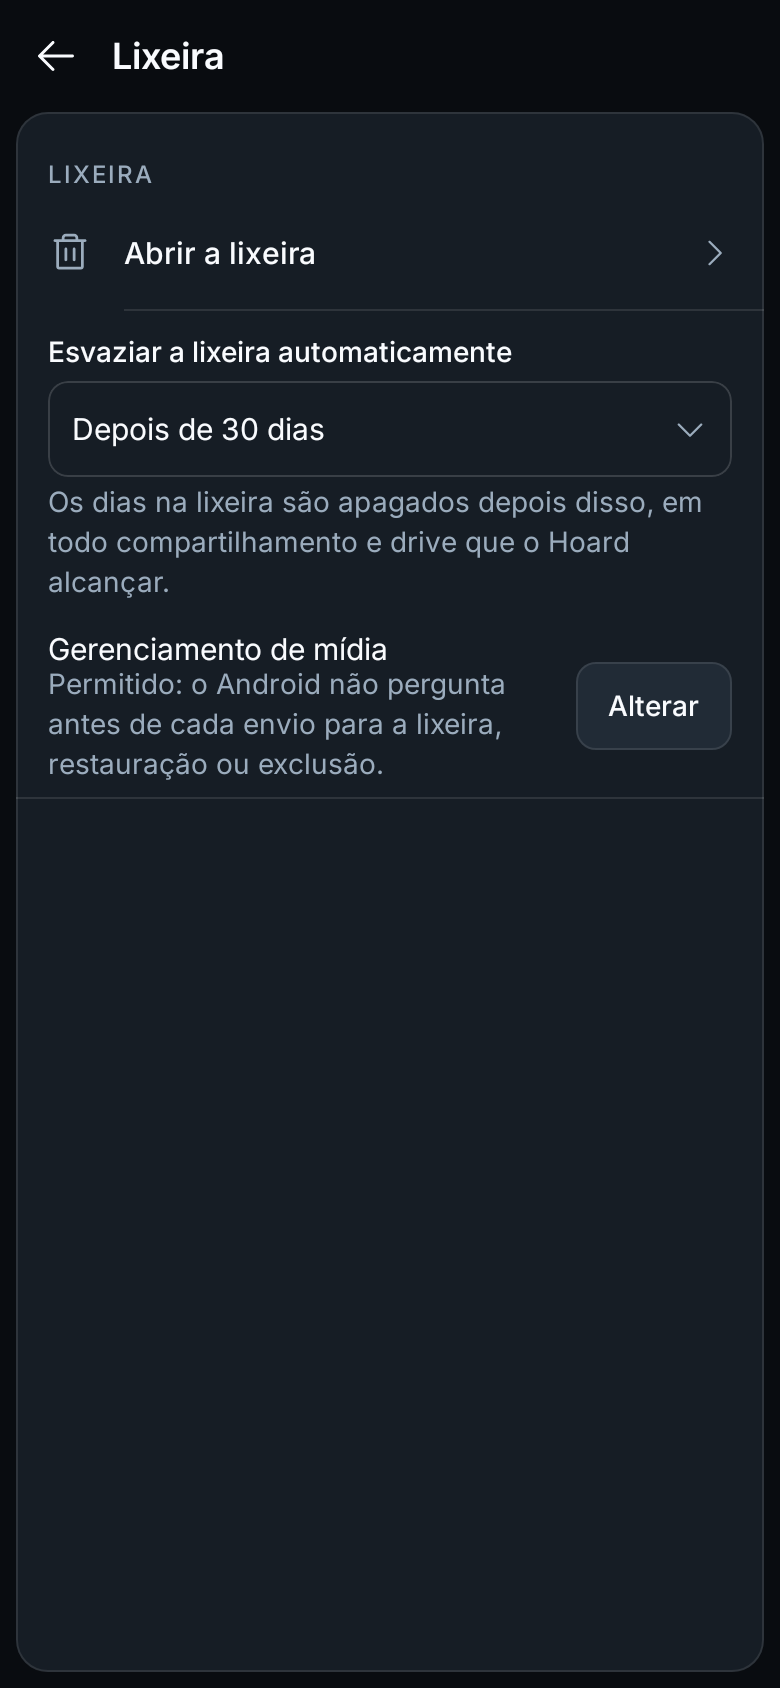 Lixeira
LIXEIRA
Abrir a lixeira
Esvaziar a lixeira automaticamente
Depois de 30 dias
Os dias na lixeira são apagados depois disso, em
todo compartilhamento e drive que o Hoard
alcançar.
Gerenciamento de mídia
Permitido: o Android não pergunta
antes de cada envio para a lixeira,
restauração ou exclusão.
Alterar